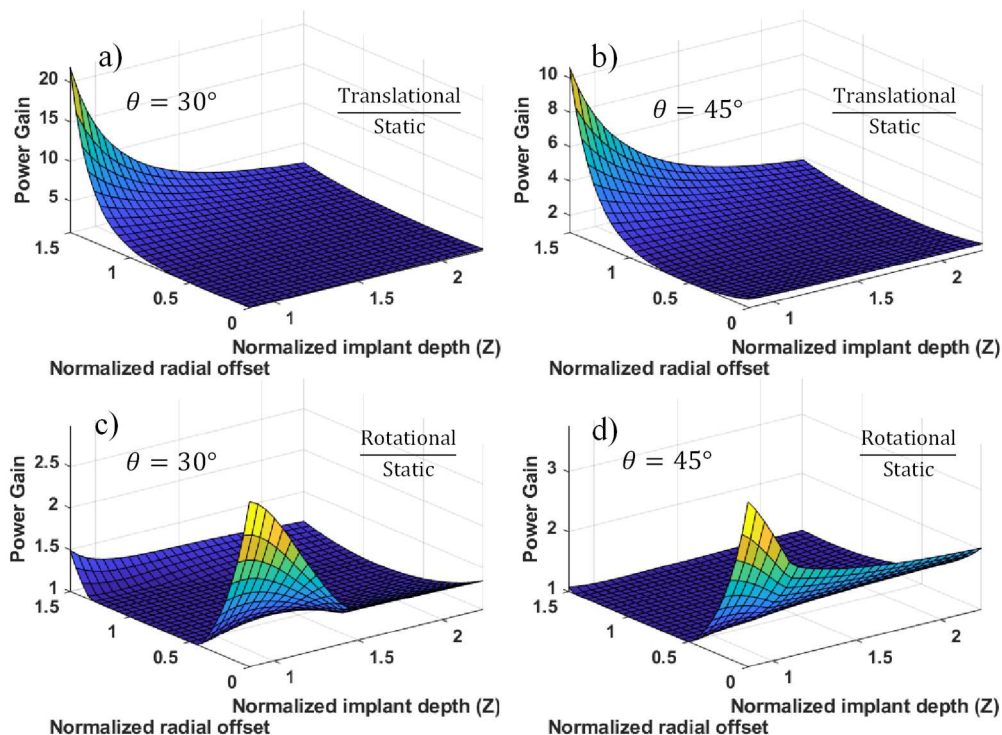 a)
θ = 30°
Translational
Static
Power Gain
20
15
10
5
1.5
1
0.5
0
1
1.5
2
Normalized implant depth (Z)
Normalized radial offset
b)
θ = 45°
Translational
Static
Power Gain
10
8
6
4
2
1.5
1
0.5
0
1
1.5
2
Normalized implant depth (Z)
Normalized radial offset
c)
θ = 30°
Rotational
Static
Power Gain
2.5
2
1.5
1
1.5
1
0.5
0
1
1.5
2
Normalized implant depth (Z)
Normalized radial offset
d)
θ = 45°
Rotational
Static
Power Gain
3
2
1
1.5
1
0.5
0
1
1.5
2
Normalized implant depth (Z)
Normalized radial offset